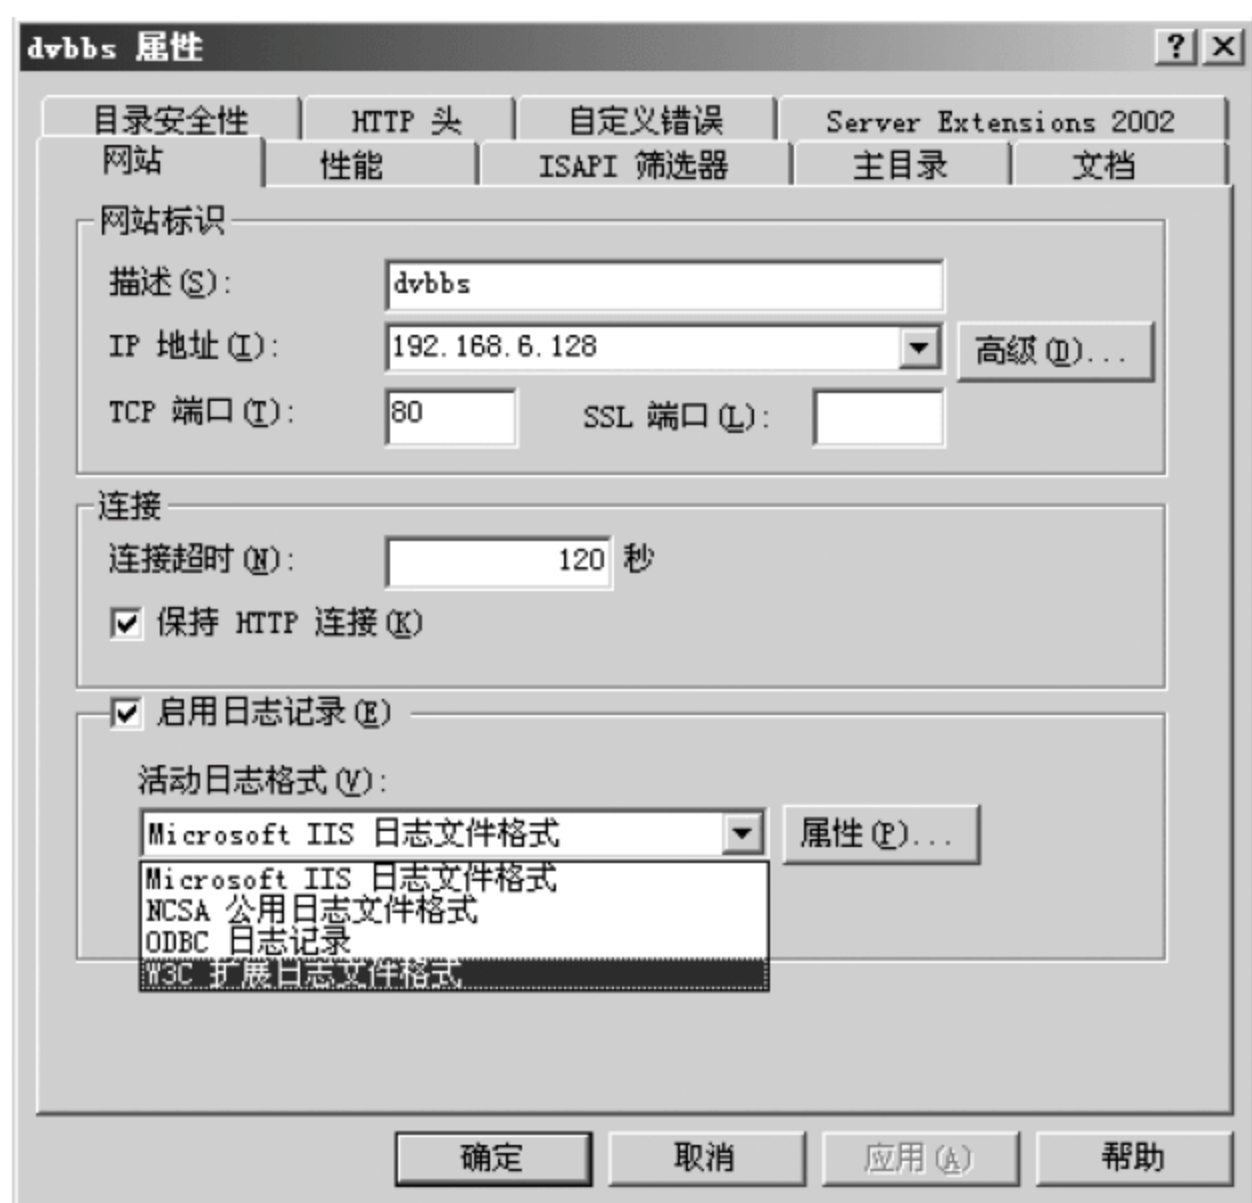 dvbbs 属性
目录安全性 HTTP 头 自定义错误 Server Extensions 2002
网站 性能 ISAPI 筛选器 主目录 文档
网站标识
描述(S): dvbbs
IP 地址(I): 192.168.6.128 高级(D)...
TCP 端口(T): 80 SSL 端口(L):
连接
连接超时(N): 120 秒
保持 HTTP 连接(K)
启用日志记录(E)
活动日志格式(V):
Microsoft IIS 日志文件格式 属性(P)...
Microsoft IIS 日志文件格式
NCSA 公用日志文件格式
ODBC 日志记录
W3C 扩展日志文件格式
确定 取消 应用(A) 帮助